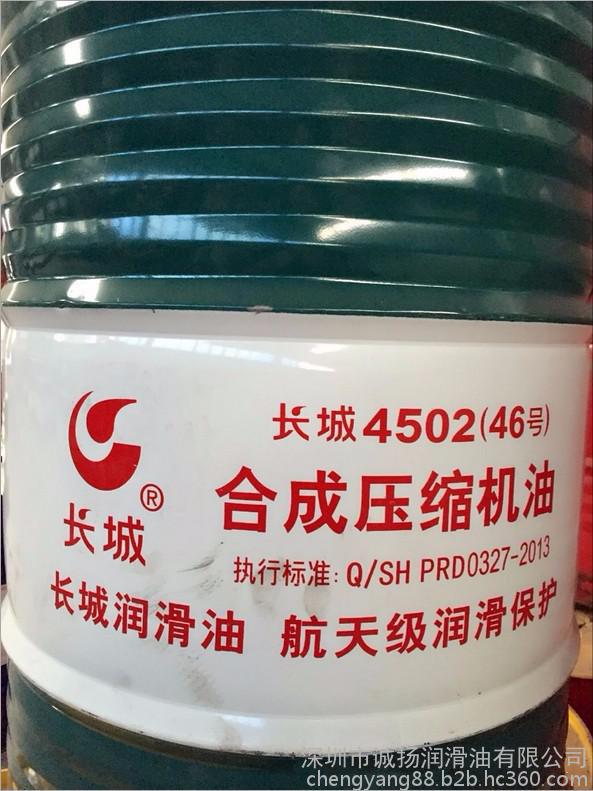 长城4502(46号)
®
长城
合成压缩机油
执行标准: Q/SH PRD0327-2013
长城润滑油 航天级润滑保护
深圳市诚扬润滑油有限公司
chengyang88.b2b.hc360.com